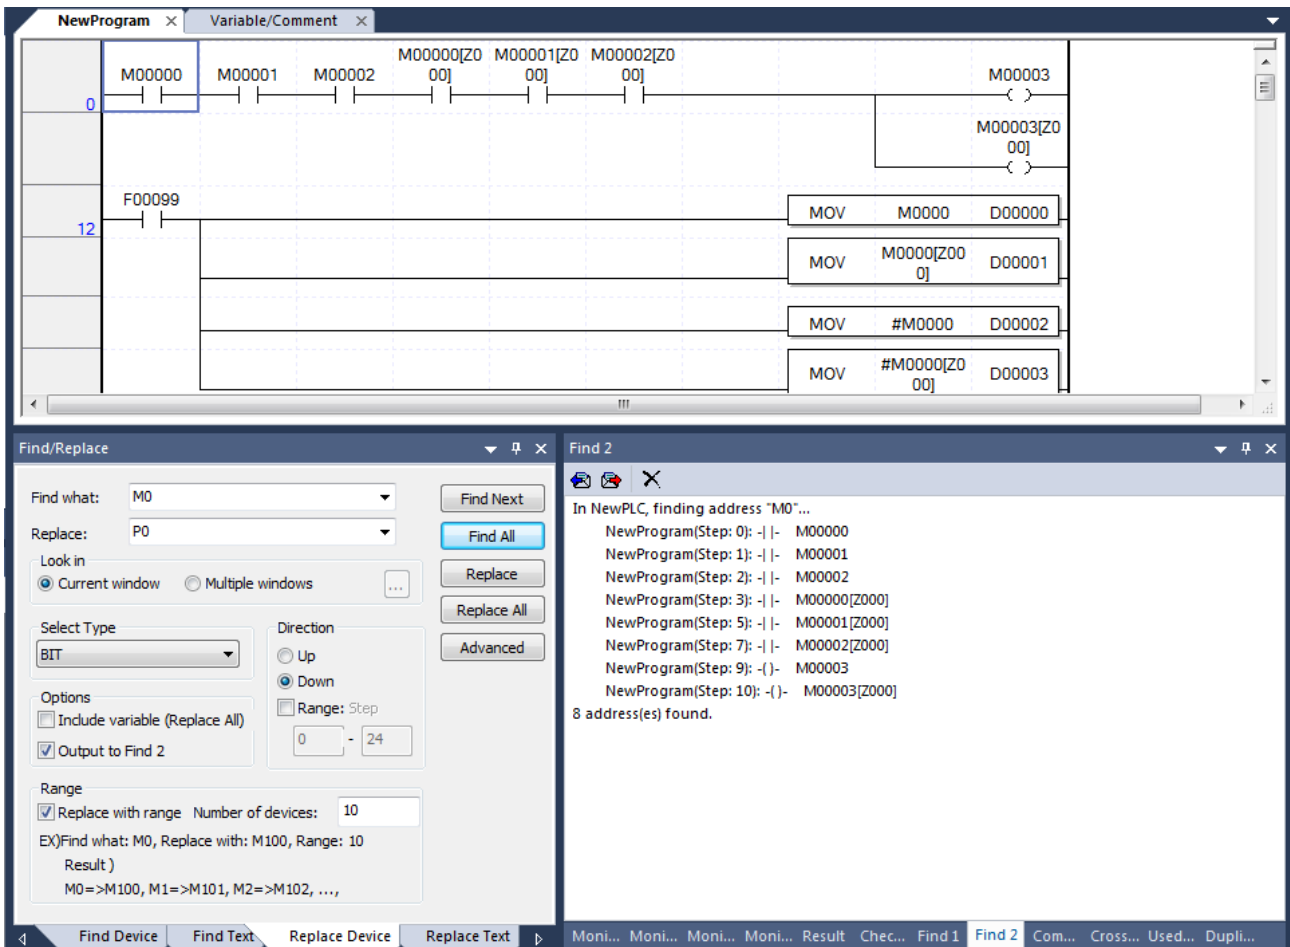 NewProgram
Variable/Comment
M00000[Z0 M00001[Z0 M00002[Z0
M00000 M00001 M00002 00] 00] 00] M00003
0
M00003[Z0
00]
F00099
12
MOV M0000 D00000
MOV M0000[Z00 D00001
0]
MOV #M0000 D00002
MOV #M0000[Z0 D00003
00]
Find/Replace
Find what: M0
Find Next
Replace: P0
Find All
Look in
Current window Multiple windows ...
Replace
Replace All
Select Type
BIT
Direction
Up
Down
Range: Step
0 - 24
Advanced
Options
Include variable (Replace All)
Output to Find 2
Range
Replace with range Number of devices: 10
EX)Find what: M0, Replace with: M100, Range: 10
Result )
M0=>M100, M1=>M101, M2=>M102, ...,
Find Device Find Text Replace Device Replace Text
Find 2
In NewPLC, finding address "M0"...
NewProgram(Step: 0): -| |- M00000
NewProgram(Step: 1): -| |- M00001
NewProgram(Step: 2): -| |- M00002
NewProgram(Step: 3): -| |- M00000[Z000]
NewProgram(Step: 5): -| |- M00001[Z000]
NewProgram(Step: 7): -| |- M00002[Z000]
NewProgram(Step: 9): -( )- M00003
NewProgram(Step: 10): -( )- M00003[Z000]
8 address(es) found.
Moni... Moni... Moni... Moni... Result Chec... Find 1 Find 2 Com... Cross... Used... Dupli...